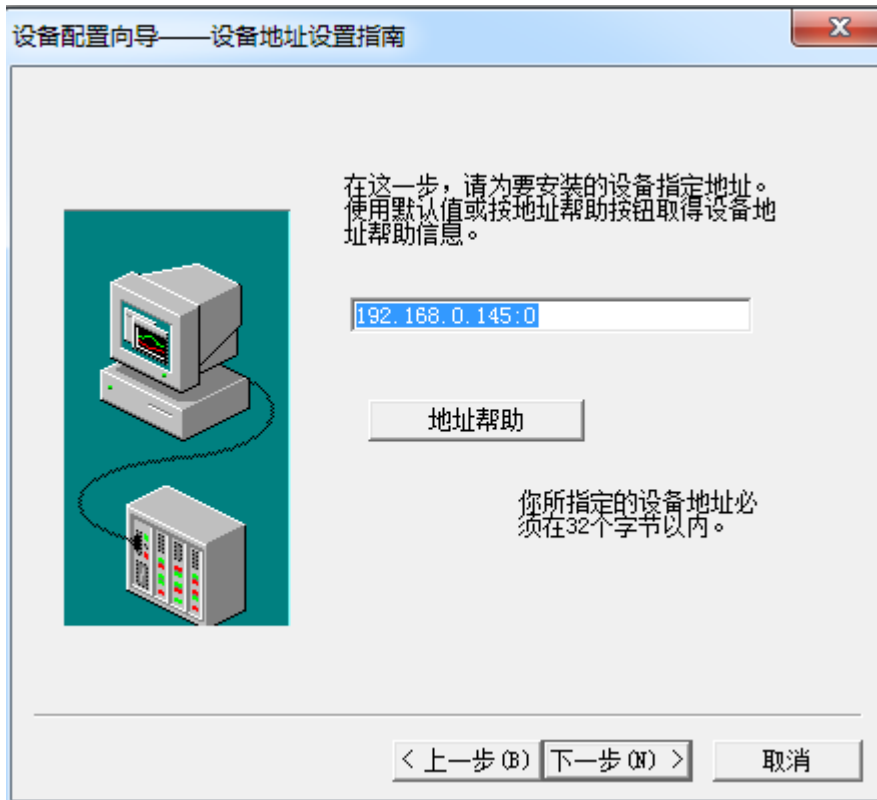 设备配置向导——设备地址设置指南
在这一步，请为要安装的设备指定地址。
使用默认值或按地址帮助按钮取得设备地
址帮助信息。
192.168.0.145:0
地址帮助
你所指定的设备地址必
须在32个字节以内。
< 上一步(B)
下一步(N) >
取消